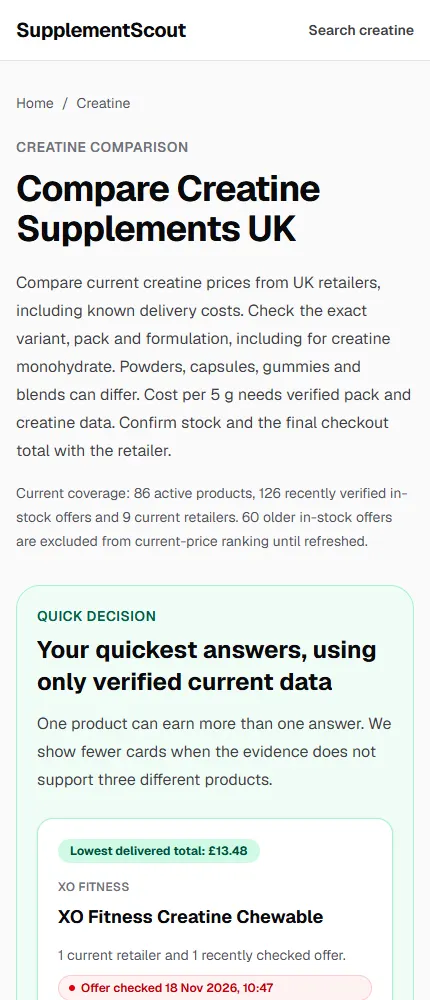 SupplementScout
Search creatine
Home / Creatine
CREATINE COMPARISON
Compare Creatine
Supplements UK
Compare current creatine prices from UK retailers,
including known delivery costs. Check the exact
variant, pack and formulation, including for creatine
monohydrate. Powders, capsules, gummies and
blends can differ. Cost per 5 g needs verified pack and
creatine data. Confirm stock and the final checkout
total with the retailer.
Current coverage: 86 active products, 126 recently verified in-
stock offers and 9 current retailers. 60 older in-stock offers
are excluded from current-price ranking until refreshed.
QUICK DECISION
Your quickest answers, using
only verified current data
One product can earn more than one answer. We
show fewer cards when the evidence does not
support three different products.
Lowest delivered total: £13.48
XO FITNESS
XO Fitness Creatine Chewable
1 current retailer and 1 recently checked offer.
Offer checked 18 Nov 2026, 10:47